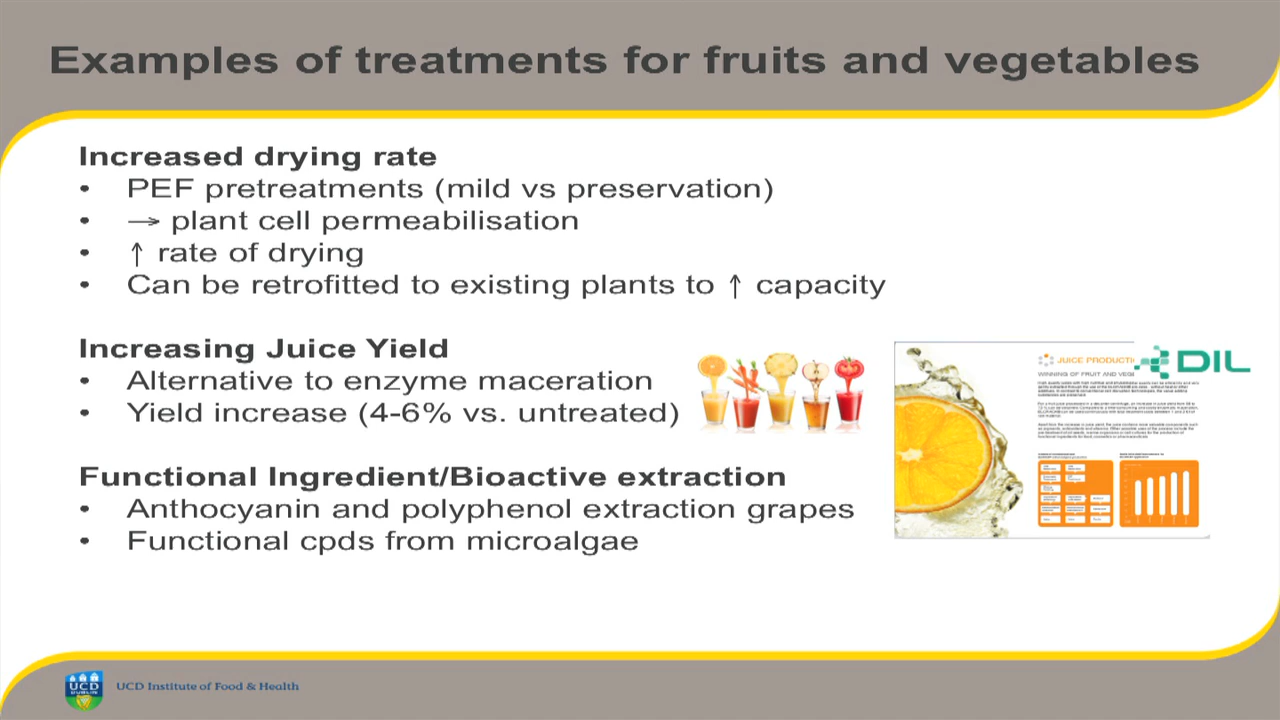 Examples of treatments for fruits and vegetables
Increased drying rate
• PEF pretreatments (mild vs preservation)
• → plant cell permeabilisation
• ↑ rate of drying
• Can be retrofitted to existing plants to ↑ capacity
Increasing Juice Yield
• Alternative to enzyme maceration
• Yield increase(4-6% vs. untreated)
Functional Ingredient/Bioactive extraction
• Anthocyanin and polyphenol extraction grapes
• Functional cpds from microalgae
JUICE PRODUCTI
DIL
WINNING OF FRUIT AND VEGE
UCD
DUBLIN
UCD Institute of Food & Health